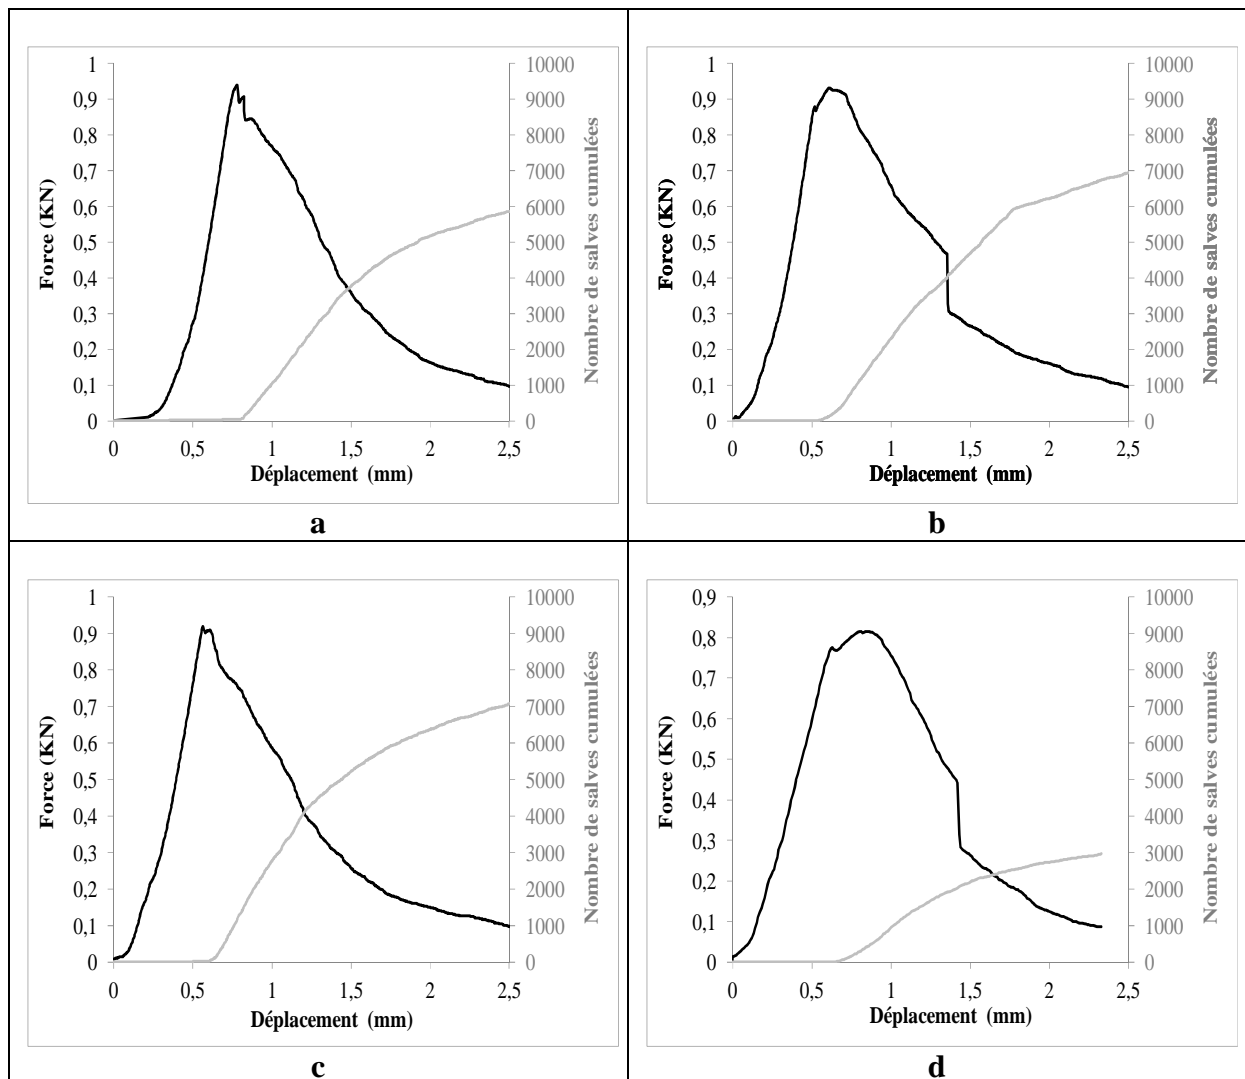 1 10000
0,9 9000
0,8 8000
0,7 7000
0,6 6000
0,5 5000
0,4 4000
0,3 3000
0,2 2000
0,1 1000
0 0
0 0,5 1 1,5 2 2,5
Force (KN)
Nombre de salves cumulées
Déplacement (mm)
a
1 10000
0,9 9000
0,8 8000
0,7 7000
0,6 6000
0,5 5000
0,4 4000
0,3 3000
0,2 2000
0,1 1000
0 0
0 0,5 1 1,5 2 2,5
Force (KN)
Nombre de salves cumulées
Déplacement (mm)
b
1 10000
0,9 9000
0,8 8000
0,7 7000
0,6 6000
0,5 5000
0,4 4000
0,3 3000
0,2 2000
0,1 1000
0 0
0 0,5 1 1,5 2 2,5
Force (KN)
Nombre de salves cumulées
Déplacement (mm)
c
0,9 10000
0,8 9000
0,7 8000
0,6 7000
0,5 6000
0,4 5000
0,3 4000
0,2 3000
0,1 2000
0 1000
0
0 0,5 1 1,5 2 2,5
Force (KN)
Nombre de salves cumulées
Déplacement (mm)
d